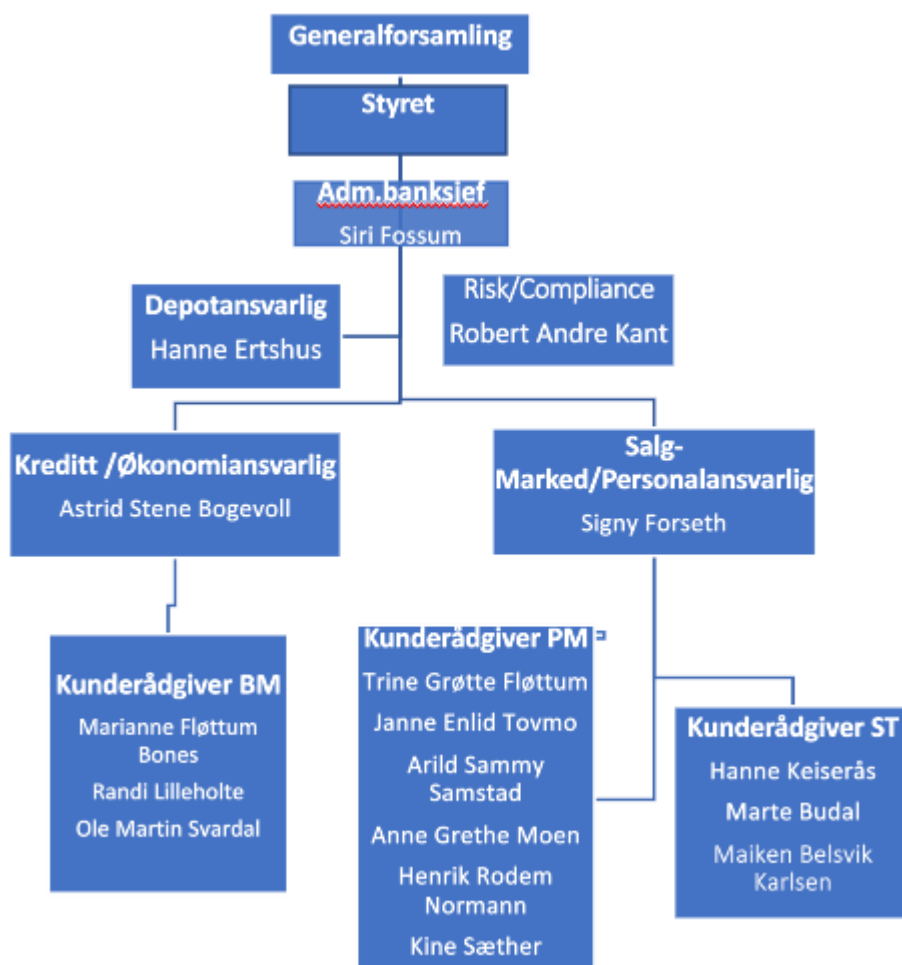 Generalforsamling
Styret
Adm.banksjef
Siri Fossum
Depotansvarlig
Hanne Ertshus
Risk/Compliance
Robert Andre Kant
Kreditt /Økonomiansvarlig
Astrid Stene Bogevoll
Salg-
Marked/Personalansvarlig
Signy Forseth
Kunderådgiver BM
Marianne Fløttum
Bones
Randi Lilleholte
Ole Martin Svardal
Kunderådgiver PM
Trine Grøtte Fløttum
Janne Enlid Tovmo
Arild Sammy
Samstad
Anne Grethe Moen
Henrik Rodem
Normann
Kine Sæther
Kunderådgiver ST
Hanne Keiserås
Marte Budal
Maiken Belsvik
Karlsen